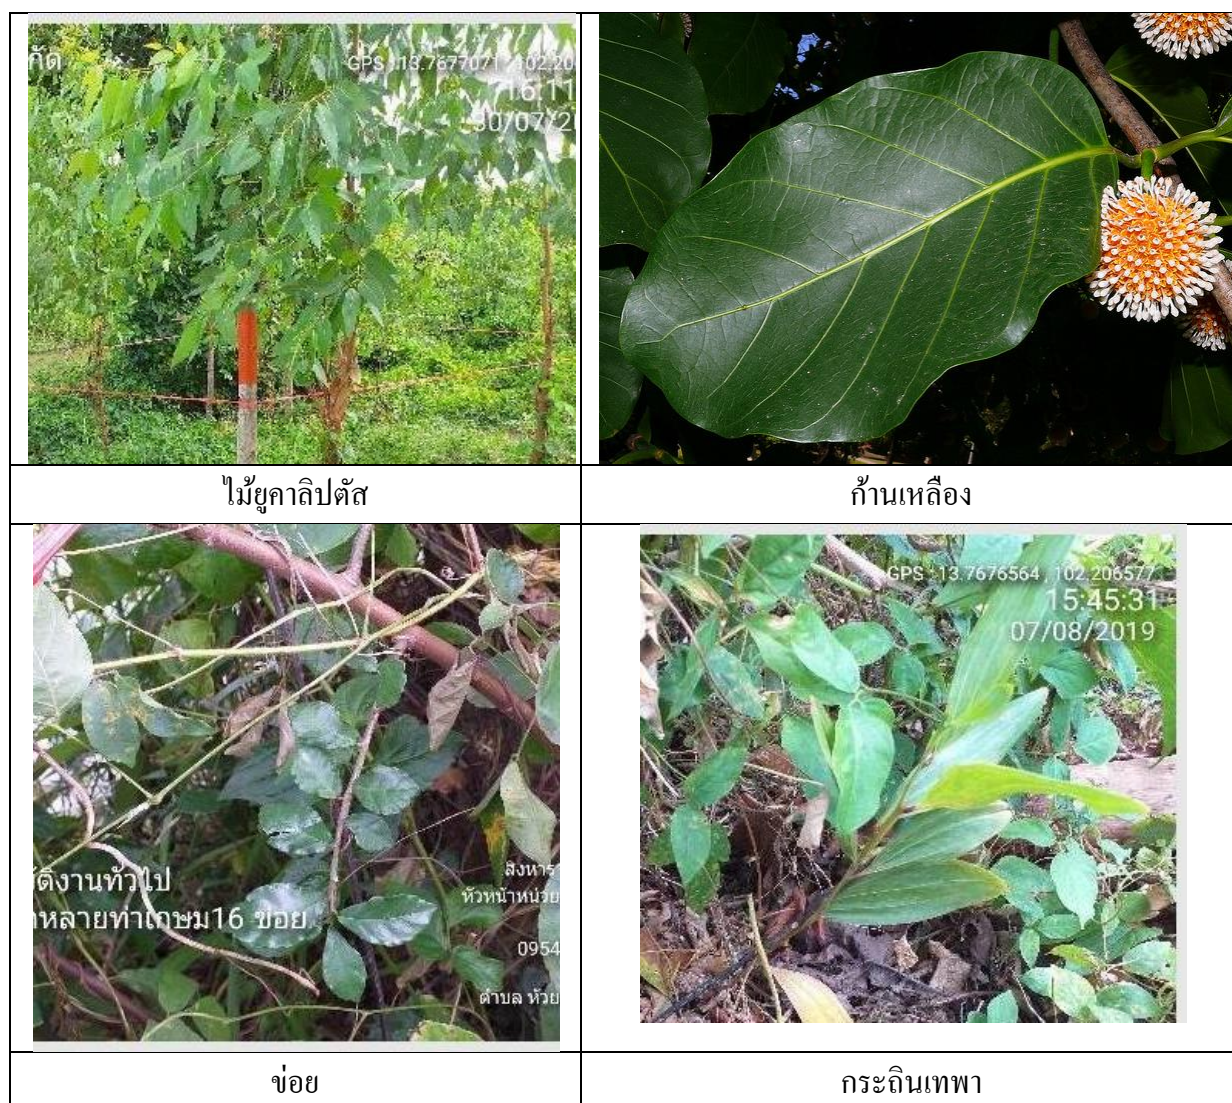 กัด
GPS :13.7677071 , 102.20
16:11
30/07/2
ไม้ยูคาลิปตัส
ก้านเหลือง
ัติงานทั่วไป
หลายท่าเกษม16 ข่อย
สิงหาร
หัวหน้าหน่วย
0954
ตำบล ห้วย
ข่อย
GPS :13.7676564 , 102.206577
15:45:31
07/08/2019
กระถินเทพา